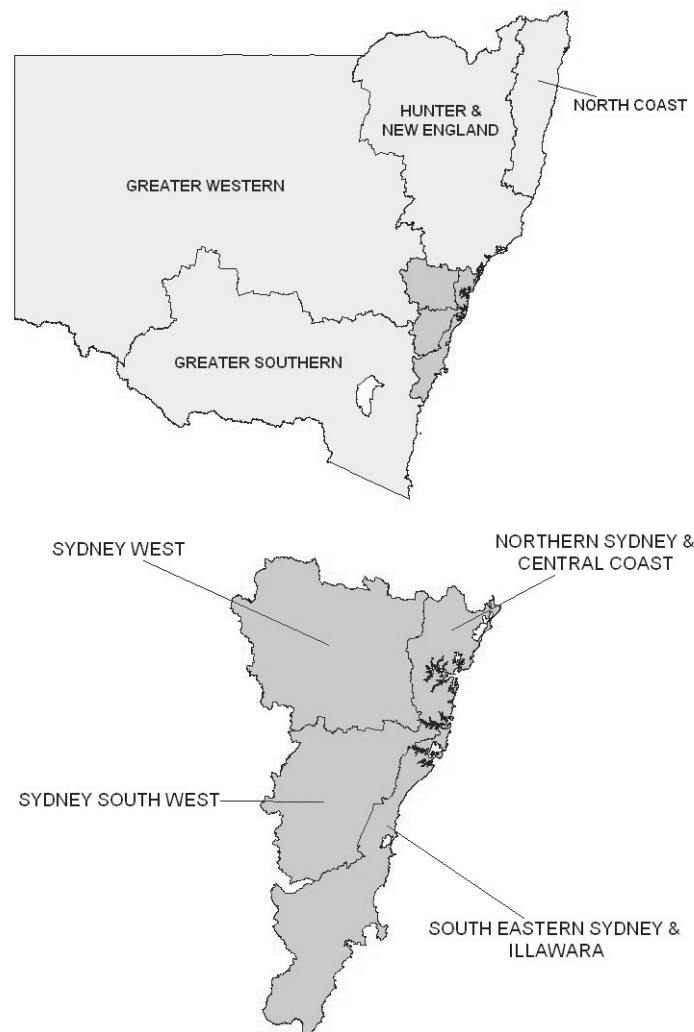 HUNTER &
NEW ENGLAND
NORTH COAST
GREATER WESTERN
GREATER SOUTHERN
SYDNEY WEST
NORTHERN SYDNEY &
CENTRAL COAST
SYDNEY SOUTH WEST
SOUTH EASTERN SYDNEY &
ILLAWARA